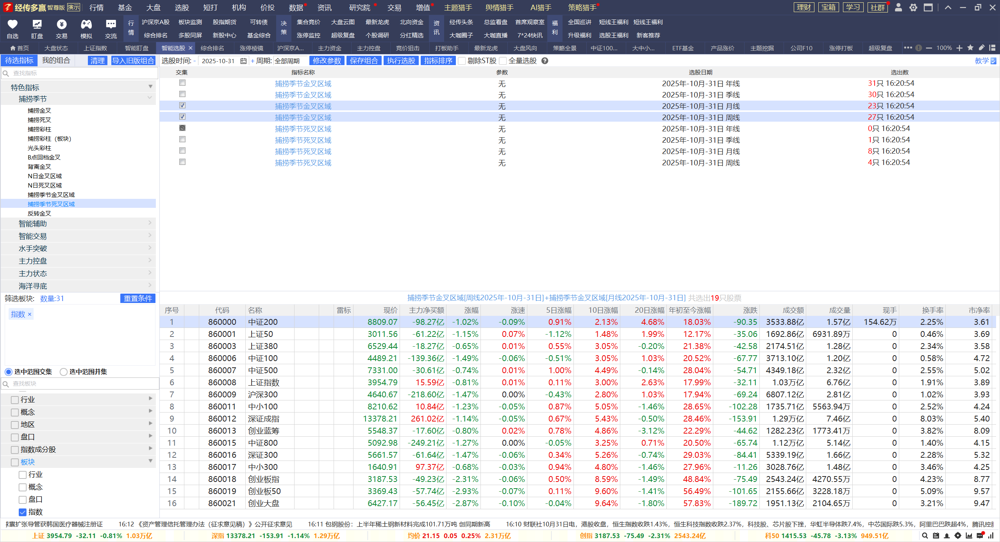 经传多赢 智尊版 演示 行情 基金 大盘 选股 短打 机构 价投 数据 资讯 研究院 交易 增值 主题猎手 舆情猎手 AI猎手 策略猎手 理财 宝箱 学习 社群
自选 盯盘 交易 模拟 交流
行情 沪深京A股 板块监测 股指期货 可转债 决策 集合竞价 大盘云图 最新龙虎 北向资金 资讯 经传头条 总监看盘 首席观察室 福利 全国巡讲 短线王福利 短线王福利
综合排名 多股同屏 新股中心 基金综合 涨停监控 超级复盘 个股调研 分红精选 大咖圈子 大咖直播 7*24快讯 升级福利 选股王福利 新客推荐
首页 大盘状态 上证指数 智能盯盘 智能选股 × 综合排名 涨停棱镜 沪深京A... 主力资金 主力控盘 竞价狙击 打板助手 最新龙虎 大盘风向 策略全景 中证100... 大中小... ETF基金 产品涨价 主题挖掘 公司F10 涨停打板 超级复盘 ••• 100%
待选指标 我的组合 清理 导入旧版组合 选股时间: - 2025-10-31 + 周期: 全部周期 修改参数 保存组合 执行选股 指标排序 剔除ST股 全量选股 教学
查找指标
特色指标
捕捞季节
捕捞金叉
捕捞死叉
捕捞彩柱
捕捞彩柱（板块）
光头彩柱
B点回档金叉
背离金叉
N日金叉区域
N日死叉区域
捕捞季节金叉区域
捕捞季节死叉区域
反转金叉
智能辅助
智能交易
水手突破
主力控盘
主力状态
海洋寻底
交集 指标名称 参数 选股日期 选出数
捕捞季节金叉区域 无 2025年-10月-31日 年线 31只 16:20:54
捕捞季节金叉区域 无 2025年-10月-31日 季线 30只 16:20:54
捕捞季节金叉区域 无 2025年-10月-31日 月线 23只 16:20:54
捕捞季节金叉区域 无 2025年-10月-31日 周线 27只 16:20:54
捕捞季节死叉区域 无 2025年-10月-31日 年线 0只 16:20:54
捕捞季节死叉区域 无 2025年-10月-31日 季线 1只 16:20:54
捕捞季节死叉区域 无 2025年-10月-31日 月线 8只 16:20:54
捕捞季节死叉区域 无 2025年-10月-31日 周线 4只 16:20:54
筛选板块: 数量:31 重置条件
指数 ×
选中范围交集 选中范围并集
查找板块
行业
概念
地区
盘口
指数成分股
板块
行业
概念
盘口
指数
捕捞季节金叉区域[周线2025年-10月-31日]+捕捞季节金叉区域[月线2025年-10月-31日] 共选出19只股票
序号 代码 名称 雷标 现价 主力净买额 涨幅 涨速 5日涨幅 10日涨幅 20日涨幅 年初至今涨幅 涨跌 成交额 成交量 现手 换手率 市净率
1 860000 中证200 8809.07 -98.27亿 -1.02% -0.09% 0.91% 2.13% 4.68% 18.03% -90.35 3533.88亿 1.57亿 154.62万 2.25% 3.61
2 860001 上证50 3011.56 -61.22亿 -1.15% 0.07% -1.12% 1.48% 1.99% 12.17% -35.06 1692.86亿 6931.89万 0 0.46% 3.69
3 860003 上证380 6529.44 -18.27亿 -0.65% 0.01% 0.55% 3.05% -0.20% 21.38% -42.58 2174.51亿 1.28亿 0 2.34% 3.58
4 860006 中证100 4489.21 -139.36亿 -1.49% -0.06% -0.51% 3.05% 1.03% 20.52% -67.77 3713.10亿 1.20亿 0 0.58% 4.72
5 860007 中证500 7331.00 -30.61亿 -0.74% 0.01% 1.00% 4.49% -0.14% 28.04% -54.71 4349.18亿 2.32亿 0 2.55% 5.02
6 860008 上证指数 3954.79 15.59亿 -0.81% 0.01% 0.11% 3.00% 2.63% 17.99% -32.11 1.03万亿 6.76亿 0 1.91% 3.89
7 860009 沪深300 4640.67 -218.60亿 -1.47% 0.00% -0.43% 2.80% 1.03% 17.94% -69.24 6807.12亿 2.81亿 0 1.02% 3.93
8 860011 中小100 8210.62 10.84亿 -1.23% -0.05% 0.87% 5.05% -1.46% 28.65% -102.28 1735.71亿 5563.94万 0 2.52% 4.24
9 860012 深证成指 13378.21 261.02亿 -1.14% -0.05% 0.67% 5.43% -0.50% 28.46% -153.91 1.29万亿 7.46亿 0 8.03% 5.40
10 860013 创业蓝筹 5548.37 -17.60亿 -0.80% 0.02% 0.78% 4.86% -3.12% 22.29% -44.62 1282.23亿 1773.41万 0 3.82% 8.09
11 860015 中证800 5092.98 -249.21亿 -1.27% 0.00% -0.05% 3.25% 0.71% 20.50% -65.74 1.12万亿 5.14亿 0 1.40% 4.15
12 860016 深证300 5661.57 -61.64亿 -1.47% -0.06% 0.34% 5.26% -0.74% 29.03% -84.41 5339.19亿 1.66亿 0 2.28% 5.32
13 860017 中小300 1640.91 97.37亿 -0.68% -0.03% 0.94% 4.80% -1.46% 27.96% -11.26 3028.76亿 1.48亿 0 3.46% 4.25
14 860018 创业板指 3187.53 -49.23亿 -2.31% -0.06% 0.50% 8.59% -1.49% 48.84% -75.49 2543.24亿 4270.55万 0 4.23% 8.77
15 860019 创业板50 3369.43 -57.74亿 -2.93% -0.07% 0.11% 9.60% -1.41% 56.49% -101.65 2155.66亿 3228.18万 0 5.09% 9.57
16 860021 创业大盘 6427.17 -56.45亿 -2.87% -0.10% -0.04% 9.64% -1.80% 57.83% -189.72 1951.13亿 2104.65万 0 3.21% 9.47
球囊扩张导管获韩国医疗器械注册证 16:12 《资产管理信托管理办法（征求意见稿）》公开征求意见 16:11 包钢股份：上半年稀土钢新材料完成101.71万吨 创同期新高 16:10 财联社10月31日电，港股收盘，恒生指数收跌1.43%，恒生科技指数收跌2.37%，科技股、芯片股下挫，华虹半导体跌7.4%，中芯国际跌5.3%，阿里巴巴跌超4%，腾讯控股
上证 3954.79 -32.11 -0.81% 1.03万亿 深指 13378.21 -153.91 -1.14% 1.29万亿 均价 21.15 0.05 0.25% 2.31万亿 创指 3187.53 -75.49 -2.31% 2543.24亿 科50 1415.53 -45.78 -3.13% 949.51亿